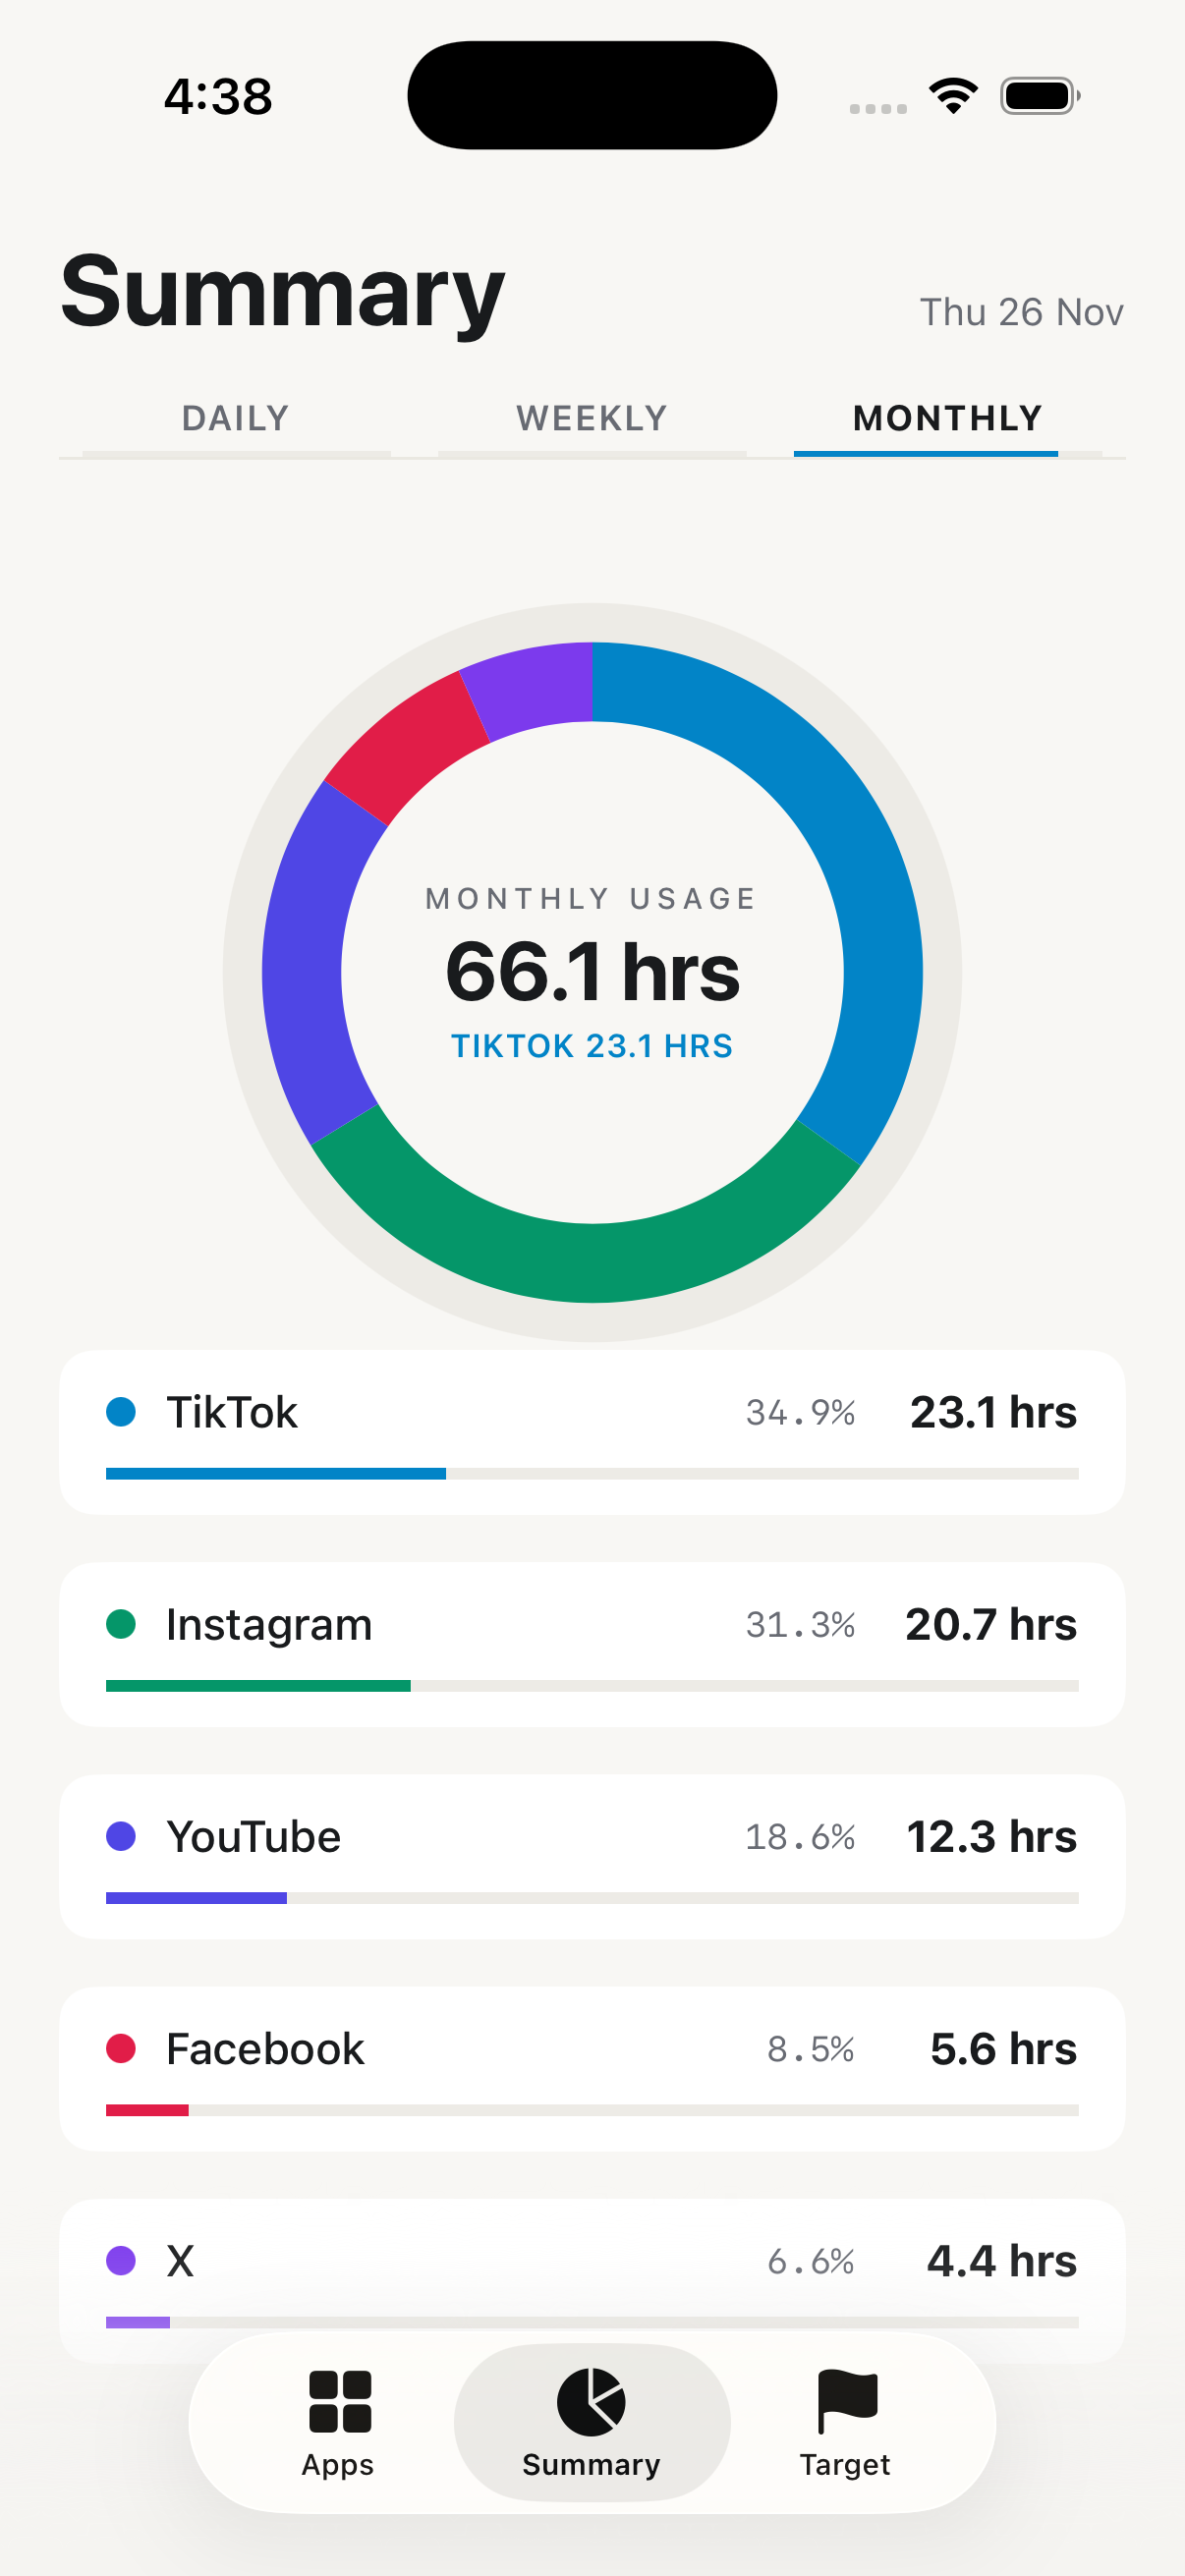 4:38
Summary
Thu 26 Nov
DAILY WEEKLY MONTHLY
MONTHLY USAGE
66.1 hrs
TIKTOK 23.1 HRS
TikTok 34.9% 23.1 hrs
Instagram 31.3% 20.7 hrs
YouTube 18.6% 12.3 hrs
Facebook 8.5% 5.6 hrs
X 6.6% 4.4 hrs
Apps Summary Target